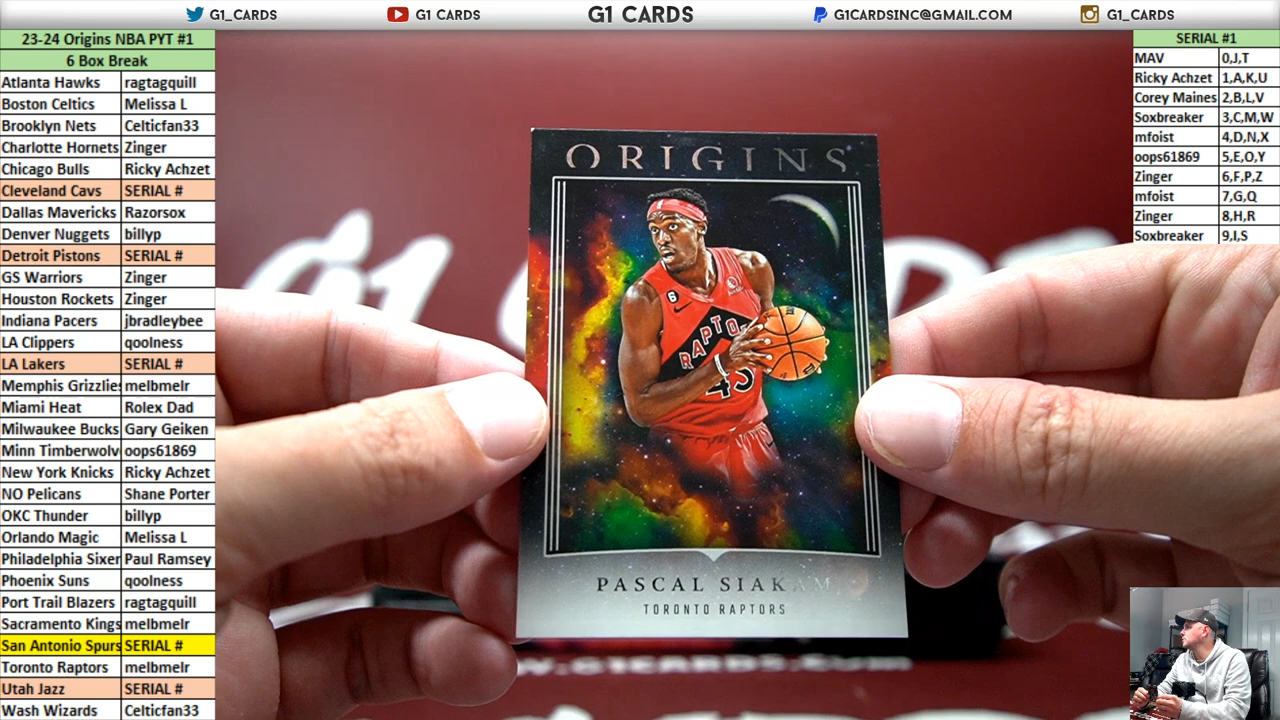 G1_CARDS G1 CARDS G1 CARDS G1CARDSINC@GMAIL.COM G1_CARDS
23-24 Origins NBA PYT #1
6 Box Break
Atlanta Hawks ragtagquill
Boston Celtics Melissa L
Brooklyn Nets Celticfan33
Charlotte Hornets Zinger
Chicago Bulls Ricky Achzet
Cleveland Cavs SERIAL #
Dallas Mavericks Razorsox
Denver Nuggets billyp
Detroit Pistons SERIAL #
GS Warriors Zinger
Houston Rockets Zinger
Indiana Pacers jbradleybee
LA Clippers qoolness
LA Lakers SERIAL #
Memphis Grizzlies melbmelr
Miami Heat Rolex Dad
Milwaukee Bucks Gary Geiken
Minn Timberwolv oops61869
New York Knicks Ricky Achzet
NO Pelicans Shane Porter
OKC Thunder billyp
Orlando Magic Melissa L
Philadelphia Sixer Paul Ramsey
Phoenix Suns qoolness
Port Trail Blazers ragtagquill
Sacramento Kings melbmelr
San Antonio Spurs SERIAL #
Toronto Raptors melbmelr
Utah Jazz SERIAL #
Wash Wizards Celticfan33
SERIAL #1
MAV 0,J,T
Ricky Achzet 1,A,K,U
Corey Maines 2,B,L,V
Soxbreaker 3,C,M,W
mfoist 4,D,N,X
oops61869 5,E,O,Y
Zinger 6,F,P,Z
mfoist 7,G,Q
Zinger 8,H,R
Soxbreaker 9,I,S
ORIGINS
6
RAPTO
43
PASCAL SIAKAM
TORONTO RAPTORS
G1
www.G1CARDS.com